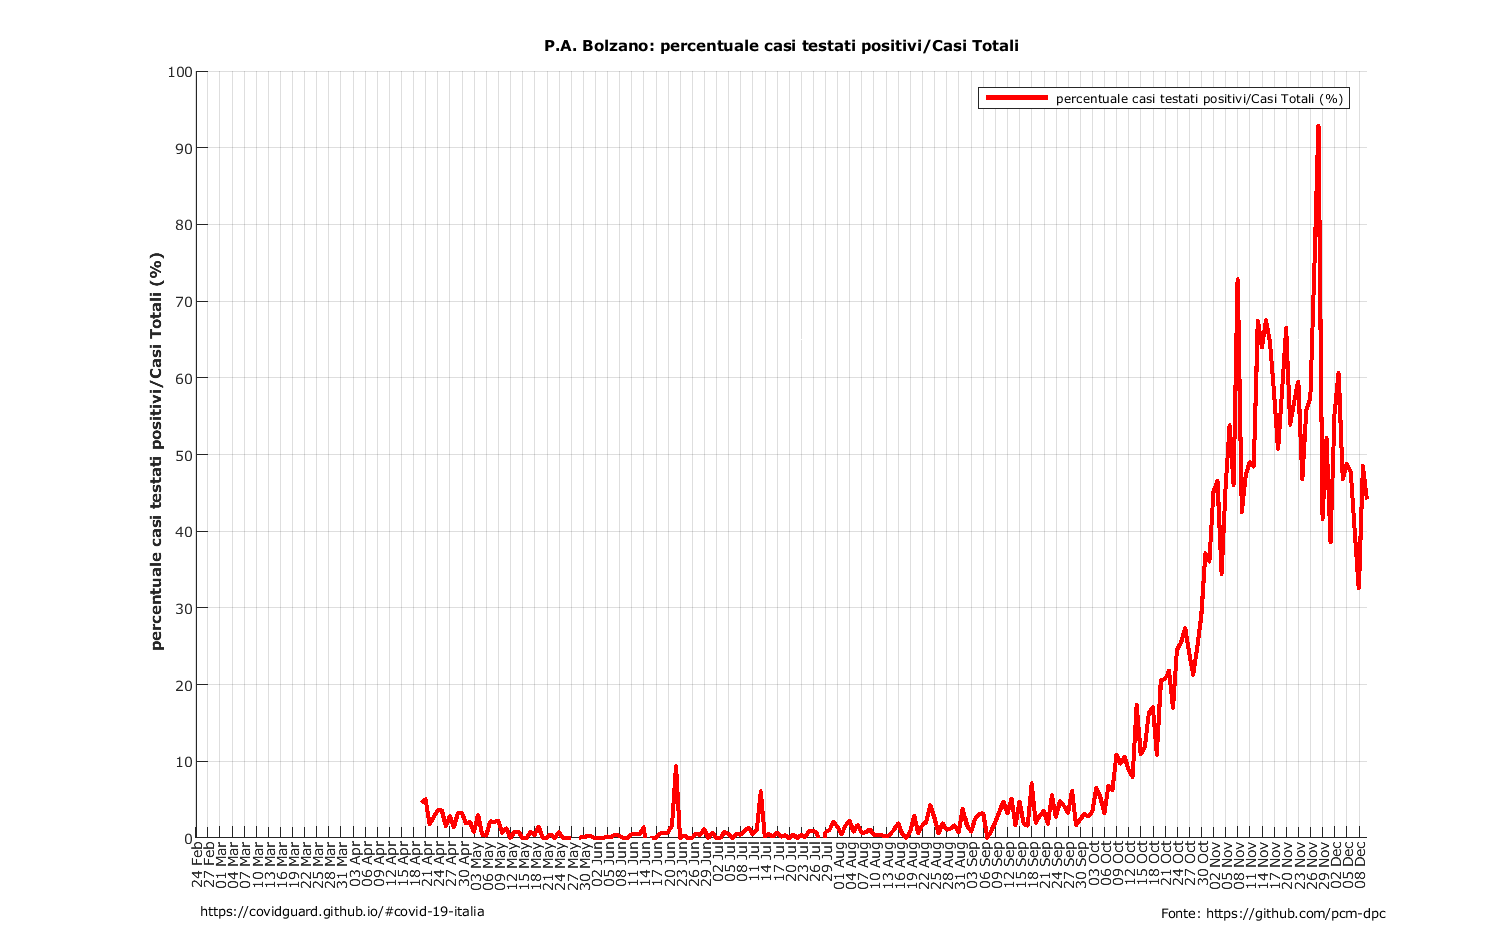 P.A. Bolzano: percentuale casi testati positivi/Casi Totali
percentuale casi testati positivi/Casi Totali (%)
percentuale casi testati positivi/Casi Totali (%)
100
90
80
70
60
50
40
30
20
10
0
24 Feb
27 Feb
01 Mar
04 Mar
07 Mar
10 Mar
13 Mar
16 Mar
19 Mar
22 Mar
25 Mar
28 Mar
31 Mar
03 Apr
06 Apr
09 Apr
12 Apr
15 Apr
18 Apr
21 Apr
24 Apr
27 Apr
30 Apr
03 May
06 May
09 May
12 May
15 May
18 May
21 May
24 May
27 May
30 May
02 Jun
05 Jun
08 Jun
11 Jun
14 Jun
17 Jun
20 Jun
23 Jun
26 Jun
29 Jun
02 Jul
05 Jul
08 Jul
11 Jul
14 Jul
17 Jul
20 Jul
23 Jul
26 Jul
29 Jul
01 Aug
04 Aug
07 Aug
10 Aug
13 Aug
16 Aug
19 Aug
22 Aug
25 Aug
28 Aug
31 Aug
03 Sep
06 Sep
09 Sep
12 Sep
15 Sep
18 Sep
21 Sep
24 Sep
27 Sep
30 Sep
03 Oct
06 Oct
09 Oct
12 Oct
15 Oct
18 Oct
21 Oct
24 Oct
27 Oct
30 Oct
02 Nov
05 Nov
08 Nov
11 Nov
14 Nov
17 Nov
20 Nov
23 Nov
26 Nov
29 Nov
02 Dec
05 Dec
08 Dec
https://covidguard.github.io/#covid-19-italia
Fonte: https://github.com/pcm-dpc